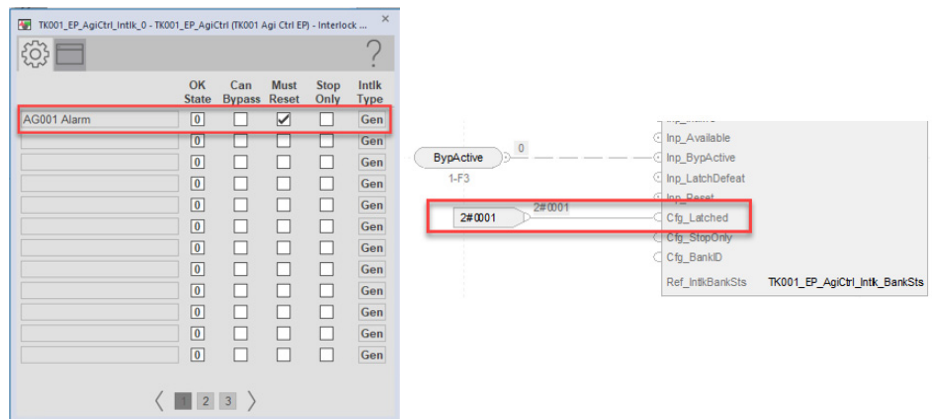 TK001_EP_AgiCtrl_Intlk_0 - TK001_EP_AgiCtrl (TK001 Agi Ctrl EP) - Interlock ... ×
?
OK State Can Bypass Must Reset Stop Only Intlk Type
AG001 Alarm 0 Gen
0 Gen
0 Gen
0 Gen
0 Gen
0 Gen
0 Gen
0 Gen
0 Gen
0 Gen
0 Gen
0 Gen
1 2 3
Inp_Available
BypActive 0 Inp_BypActive
1-F3 Inp_LatchDefeat
Inp_Reset
2#0001 2#0001 Cfg_Latched
Cfg_StopOnly
Cfg_BankID
Ref_IntlkBankSts TK001_EP_AgiCtrl_Intlk_BankSts